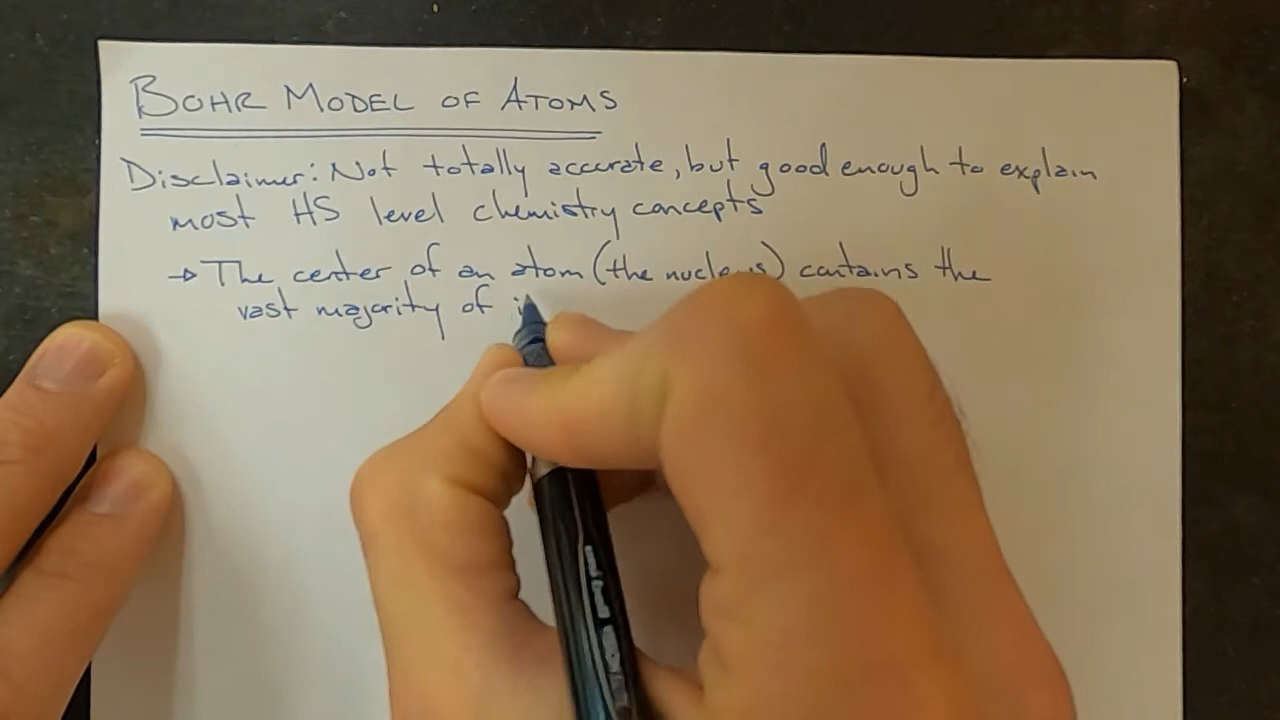 BOHR MODEL OF ATOMS
Disclaimer: Not totally accurate, but good enough to explain
most HS level chemistry concepts
→ The center of an atom (the nucleus) contains the
vast majority of